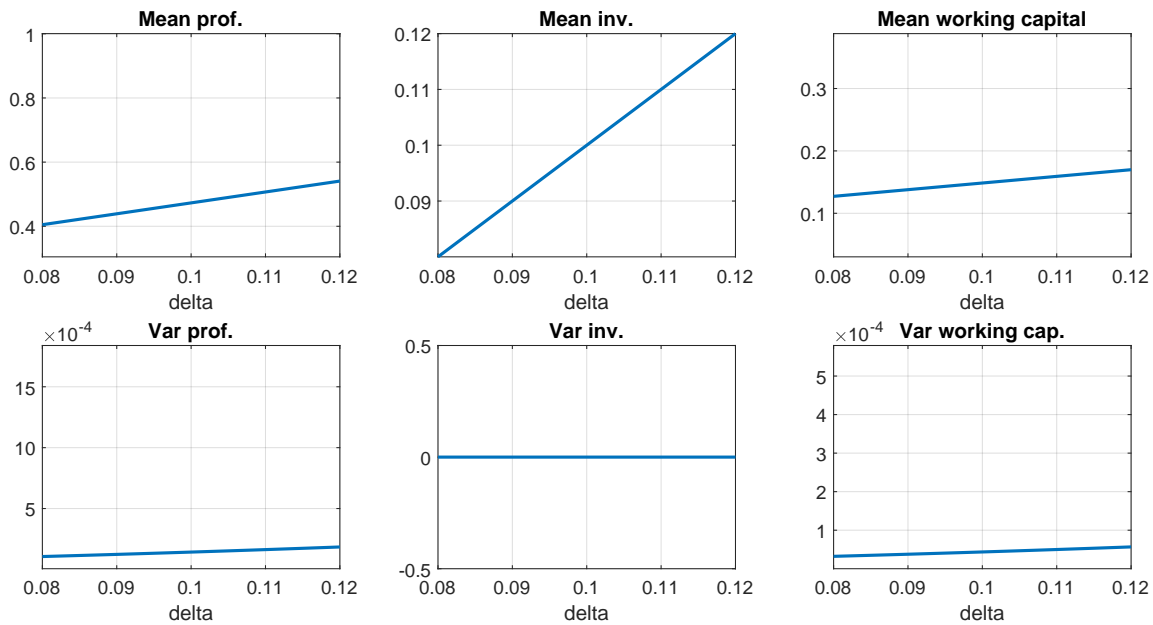 Mean prof.
1
0.8
0.6
0.4
0.08 0.09 0.1 0.11 0.12
delta
Mean inv.
0.12
0.11
0.1
0.09
0.08 0.09 0.1 0.11 0.12
delta
Mean working capital
0.3
0.2
0.1
0.08 0.09 0.1 0.11 0.12
delta
×10-4
Var prof.
15
10
5
0.08 0.09 0.1 0.11 0.12
delta
Var inv.
0.5
0
-0.5
0.08 0.09 0.1 0.11 0.12
delta
×10-4
Var working cap.
5
4
3
2
1
0.08 0.09 0.1 0.11 0.12
delta